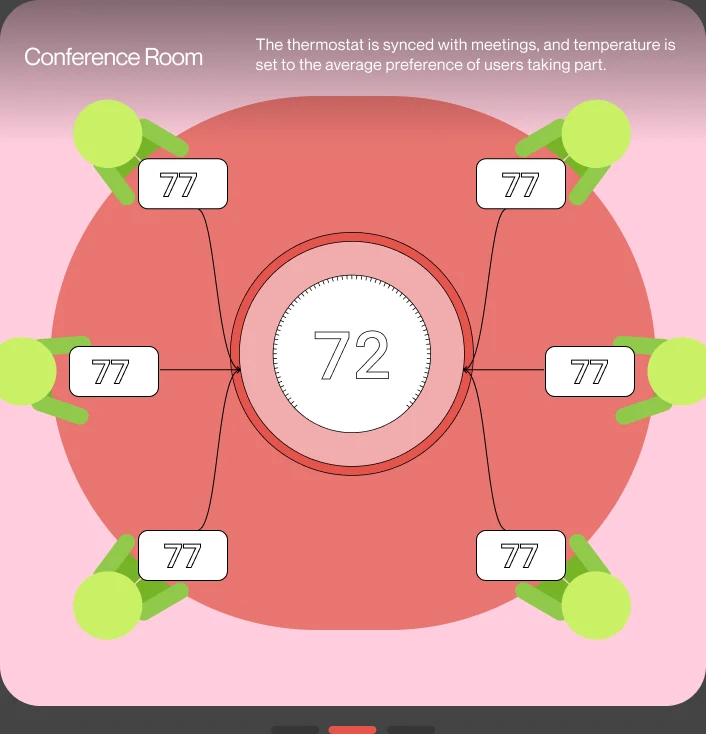 Conference Room
The thermostat is synced with meetings, and temperature is
set to the average preference of users taking part.
77
77
72
77
77
77
77